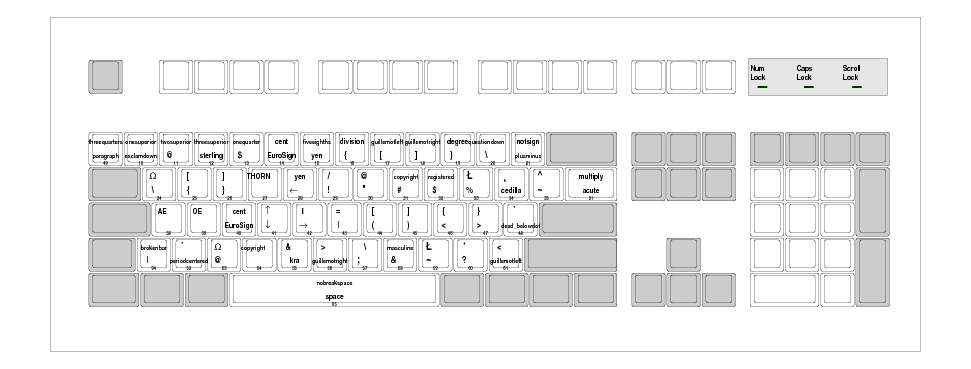 Num Caps Scroll
Lock Lock Lock
threequarters onesuperior twosuperior threesuperior onequarter cent fiveeighths division guillemotleft guillemotright degree questiondown notsign
paragraph exclamdown @ sterling $ EuroSign yen { [ ] } \ plusminus
49 10 11 12 13 14 15 16 17 18 19 20 21
Ω [ ] THORN yen / @ copyright registered Ł ¸ ^ multiply
\ { } ← ! * # $ % cedilla ~ acute
24 25 26 27 28 29 30 31 32 33 34 35 51
AE OE cent ↑ I = [ ] { } '
EuroSign ↓ → | ( ) < > dead_belowdot
38 39 40 41 42 43 44 45 46 47 48
brokenbar ' Ω copyright & > \ masculine Ł ' <
| periodcentered @ kra guillemotright ; & ~ ? guillemotleft
94 52 53 54 55 56 57 58 59 60 61
nobreakspace
space
65